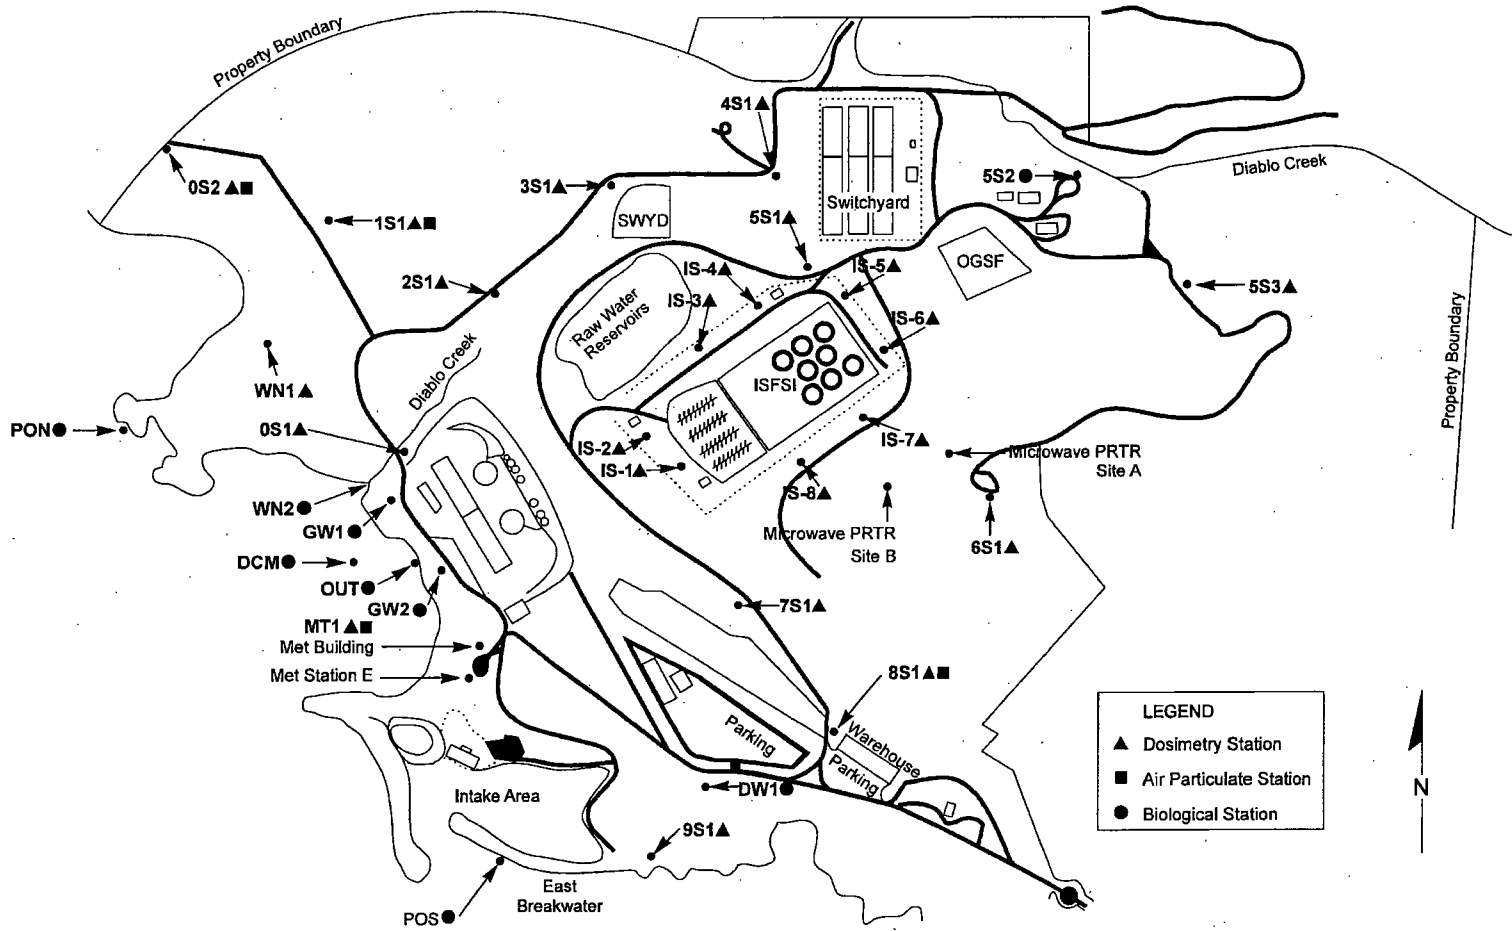 Property Boundary
4S1▲
0S2▲■
3S1▲
5S2●
Diablo Creek
1S1▲■
SWYD
Switchyard
5S1▲
2S1▲
IS-4▲
IS-5▲
OGSF
5S3▲
IS-3▲
IS-6▲
Raw Water
Reservoirs
Property Boundary
Diablo Creek
ISFSI
WN1▲
PON●
0S1▲
IS-2▲
IS-7▲
IS-1▲
Microwave PRTR
Site A
IS-8▲
WN2●
GW1●
Microwave PRTR
Site B
6S1▲
DCM●
OUT●
GW2●
7S1▲
MT1▲■
Met Building
Met Station E
8S1▲■
Parking
Warehouse
Parking
DW1●
Intake Area
9S1▲
East
Breakwater
POS●
LEGEND
▲ Dosimetry Station
■ Air Particulate Station
● Biological Station
N